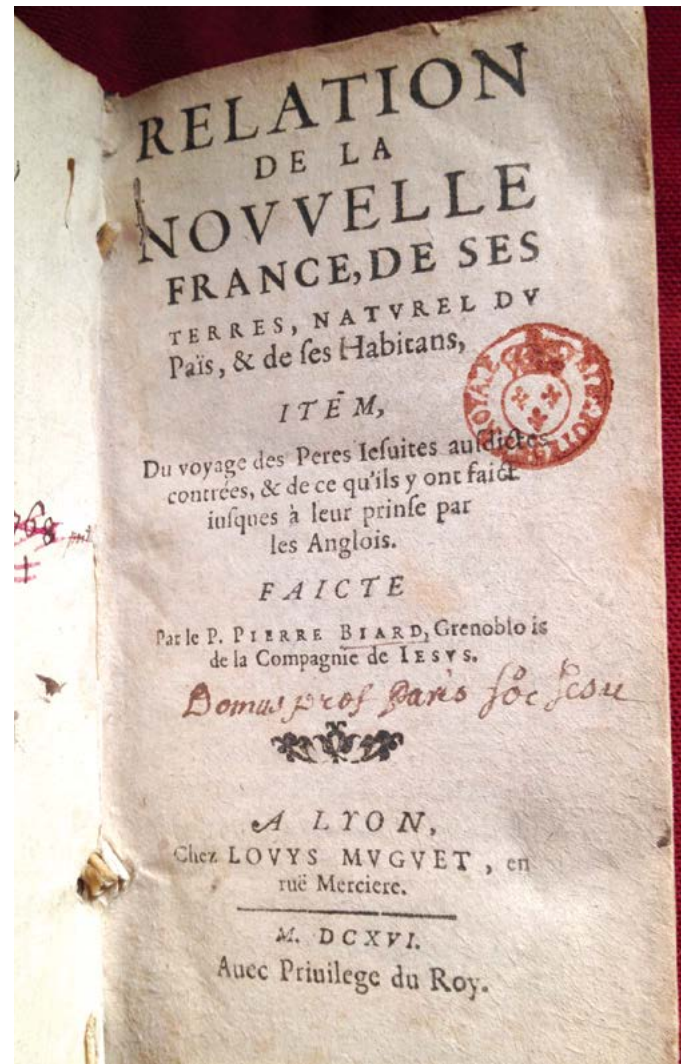 RELATION
DE LA
NOVVELLE
FRANCE, DE SES
TERRES, NATVREL DV
Païs, & de ſes Habitans,
ITĒM,
Du voyage des Peres Ieſuites auſdictes
contrées, & de ce qu'ils y ont faict
iuſques à leur prinſe par
les Anglois.
FAICTE
Par le P. PIERRE BIARD, Grenoblois
de la Compagnie de IESVS.
Domus prof Paris Soc Jesu
A LYON,
Chez LOVYS MVGVET, en
ruë Merciere.
M. DCXVI.
Auec Priuilege du Roy.